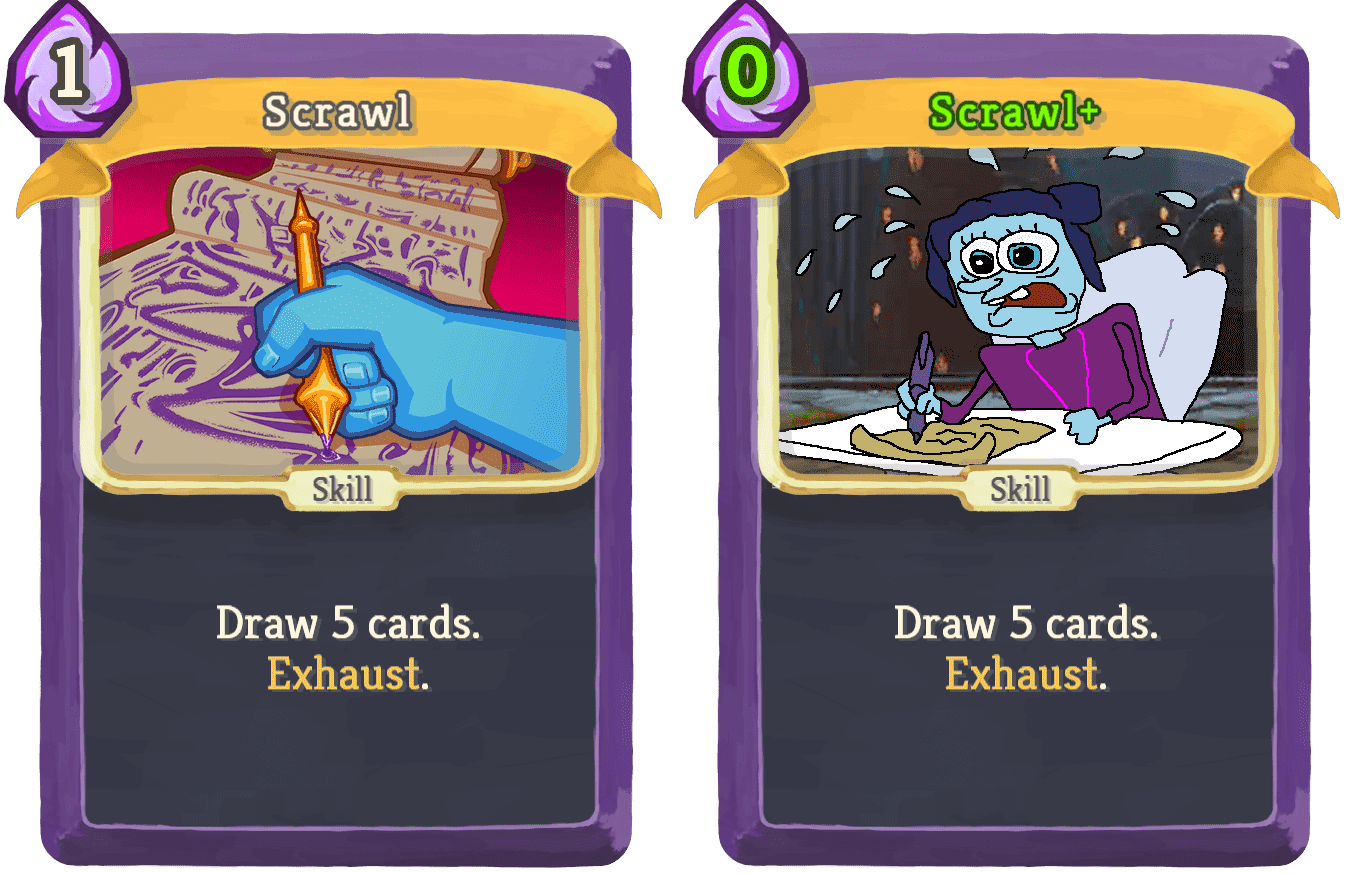 1
Scrawl
Skill
Draw 5 cards.
Exhaust.
0
Scrawl+
Skill
Draw 5 cards.
Exhaust.